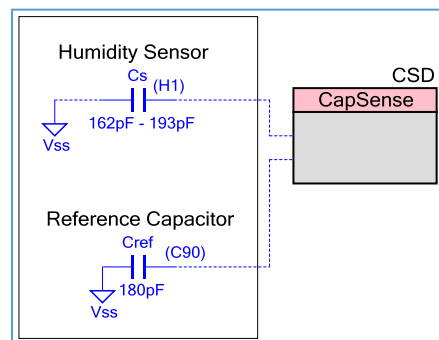 Humidity Sensor
Cs
(H1)
CSD
CapSense
162pF - 193pF
Vss
Reference Capacitor
Cref
(C90)
180pF
Vss